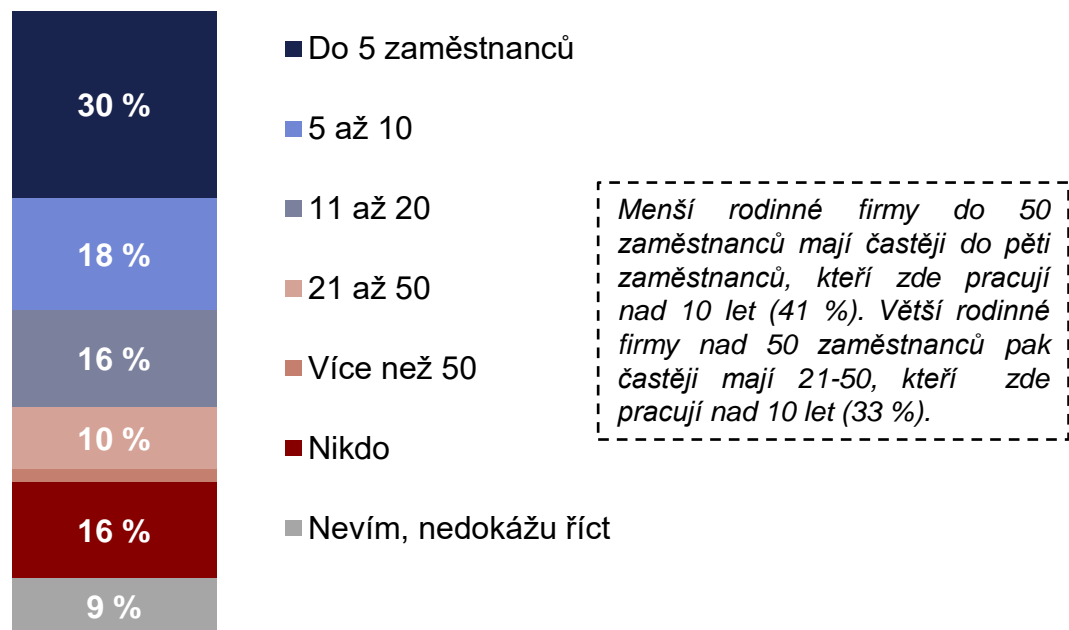 30 %
18 %
16 %
10 %
16 %
9 %
Do 5 zaměstnanců
5 až 10
11 až 20
21 až 50
Více než 50
Nikdo
Nevím, nedokážu říct
Menší rodinné firmy do 50
zaměstnanců mají častěji do pěti
zaměstnanců, kteří zde pracují
nad 10 let (41 %). Větší rodinné
firmy nad 50 zaměstnanců pak
častěji mají 21-50, kteří zde
pracují nad 10 let (33 %).